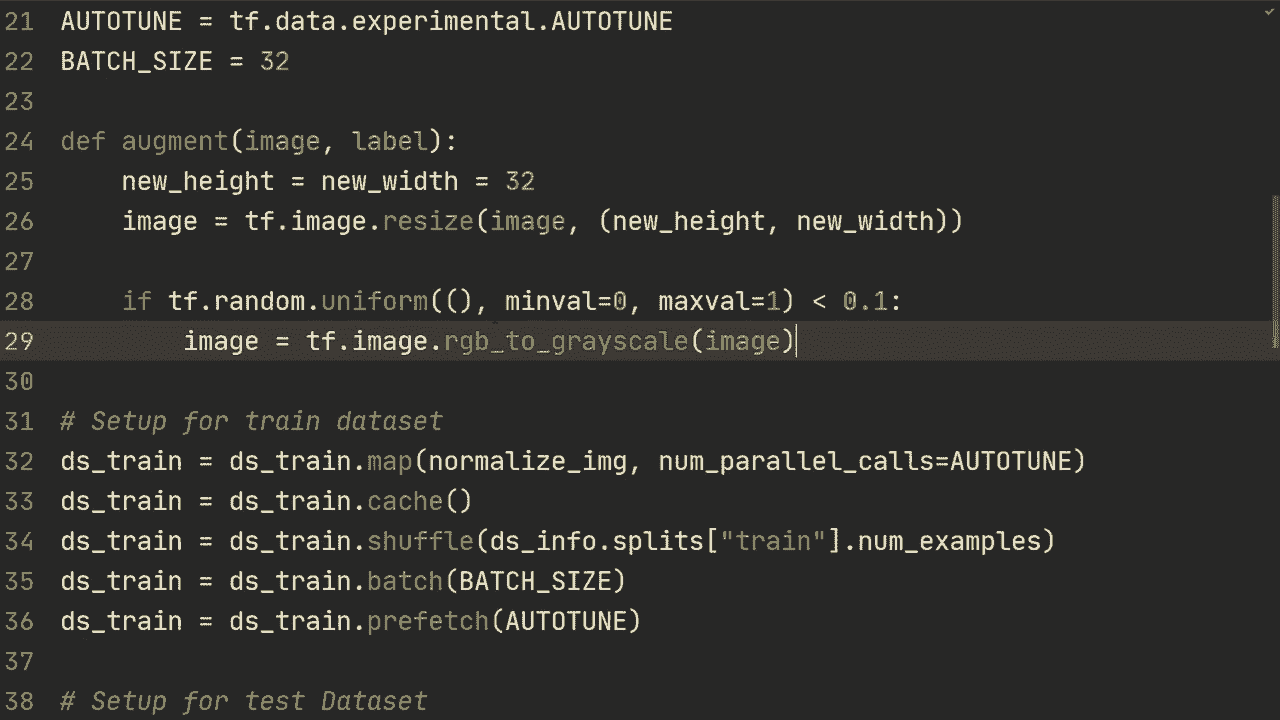 21 AUTOTUNE = tf.data.experimental.AUTOTUNE
22 BATCH_SIZE = 32
23
24 def augment(image, label):
25     new_height = new_width = 32
26     image = tf.image.resize(image, (new_height, new_width))
27
28     if tf.random.uniform((), minval=0, maxval=1) < 0.1:
29         image = tf.image.rgb_to_grayscale(image)
30
31 # Setup for train dataset
32 ds_train = ds_train.map(normalize_img, num_parallel_calls=AUTOTUNE)
33 ds_train = ds_train.cache()
34 ds_train = ds_train.shuffle(ds_info.splits["train"].num_examples)
35 ds_train = ds_train.batch(BATCH_SIZE)
36 ds_train = ds_train.prefetch(AUTOTUNE)
37
38 # Setup for test Dataset